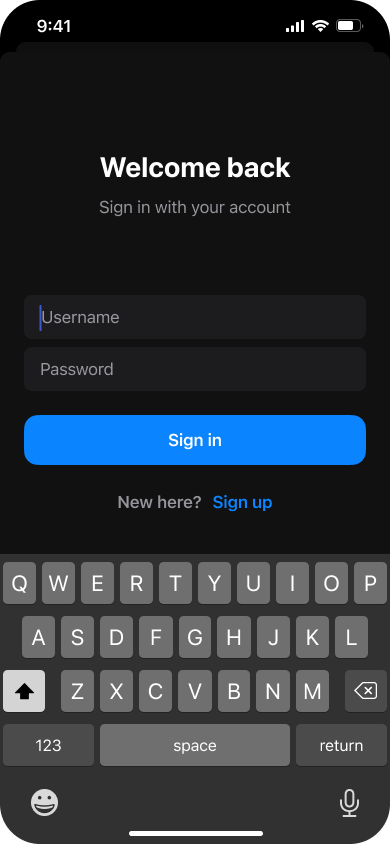 9:41
Welcome back
Sign in with your account
Username
Password
Sign in
New here? Sign up
Q W E R T Y U I O P
A S D F G H J K L
Z X C V B N M
123 space return